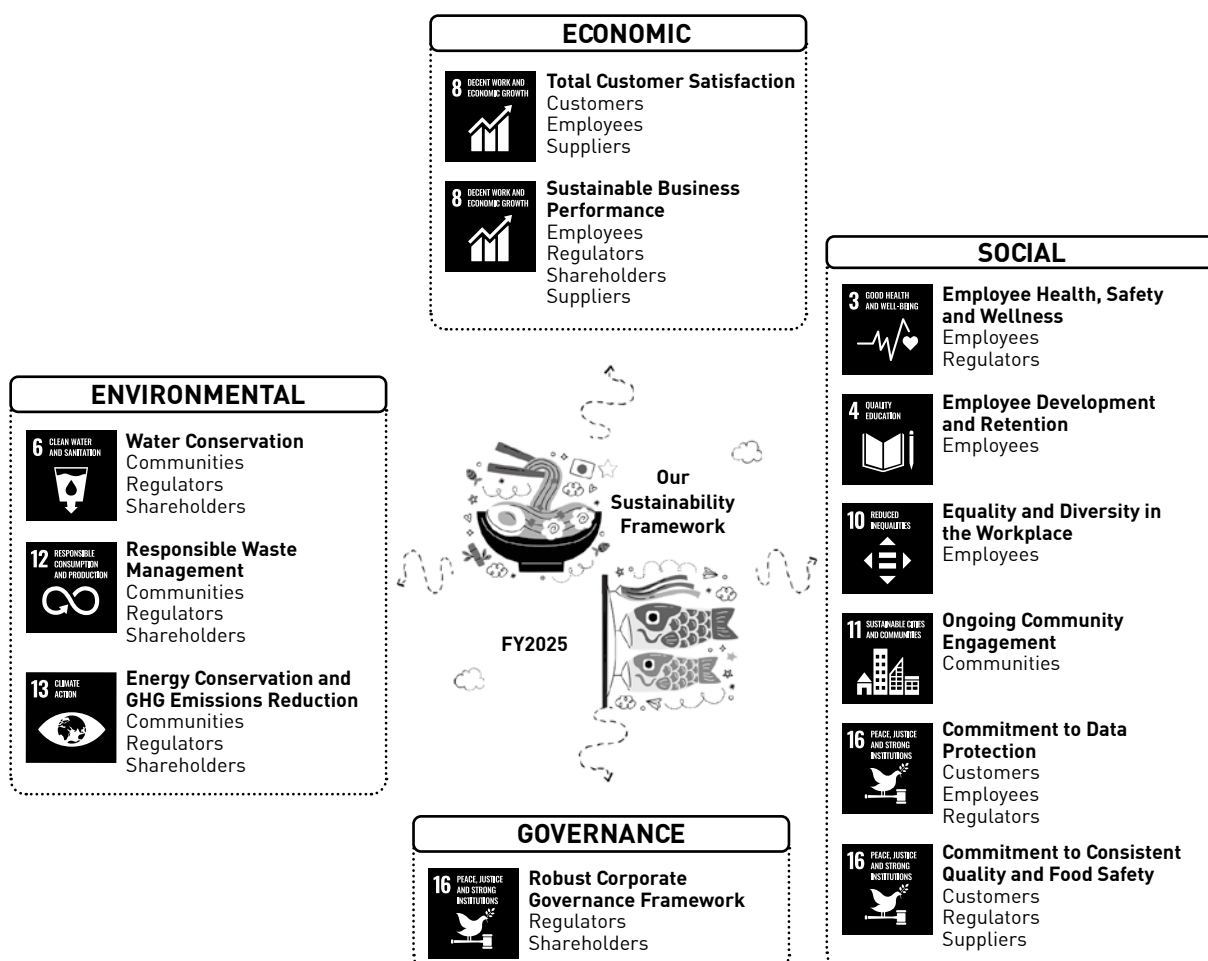 ECONOMIC
8 DECENT WORK AND
ECONOMIC GROWTH
Total Customer Satisfaction
Customers
Employees
Suppliers
8 DECENT WORK AND
ECONOMIC GROWTH
Sustainable Business
Performance
Employees
Regulators
Shareholders
Suppliers
ENVIRONMENTAL
6 CLEAN WATER
AND SANITATION
Water Conservation
Communities
Regulators
Shareholders
12 RESPONSIBLE
CONSUMPTION
AND PRODUCTION
Responsible Waste
Management
Communities
Regulators
Shareholders
13 CLIMATE
ACTION
Energy Conservation and
GHG Emissions Reduction
Communities
Regulators
Shareholders
Our
Sustainability
Framework
FY2025
SOCIAL
3 GOOD HEALTH
AND WELL-BEING
Employee Health, Safety
and Wellness
Employees
Regulators
4 QUALITY
EDUCATION
Employee Development
and Retention
Employees
10 REDUCED
INEQUALITIES
Equality and Diversity in
the Workplace
Employees
11 SUSTAINABLE CITIES
AND COMMUNITIES
Ongoing Community
Engagement
Communities
16 PEACE, JUSTICE
AND STRONG
INSTITUTIONS
Commitment to Data
Protection
Customers
Employees
Regulators
16 PEACE, JUSTICE
AND STRONG
INSTITUTIONS
Commitment to Consistent
Quality and Food Safety
Customers
Regulators
Suppliers
GOVERNANCE
16 PEACE, JUSTICE
AND STRONG
INSTITUTIONS
Robust Corporate
Governance Framework
Regulators
Shareholders